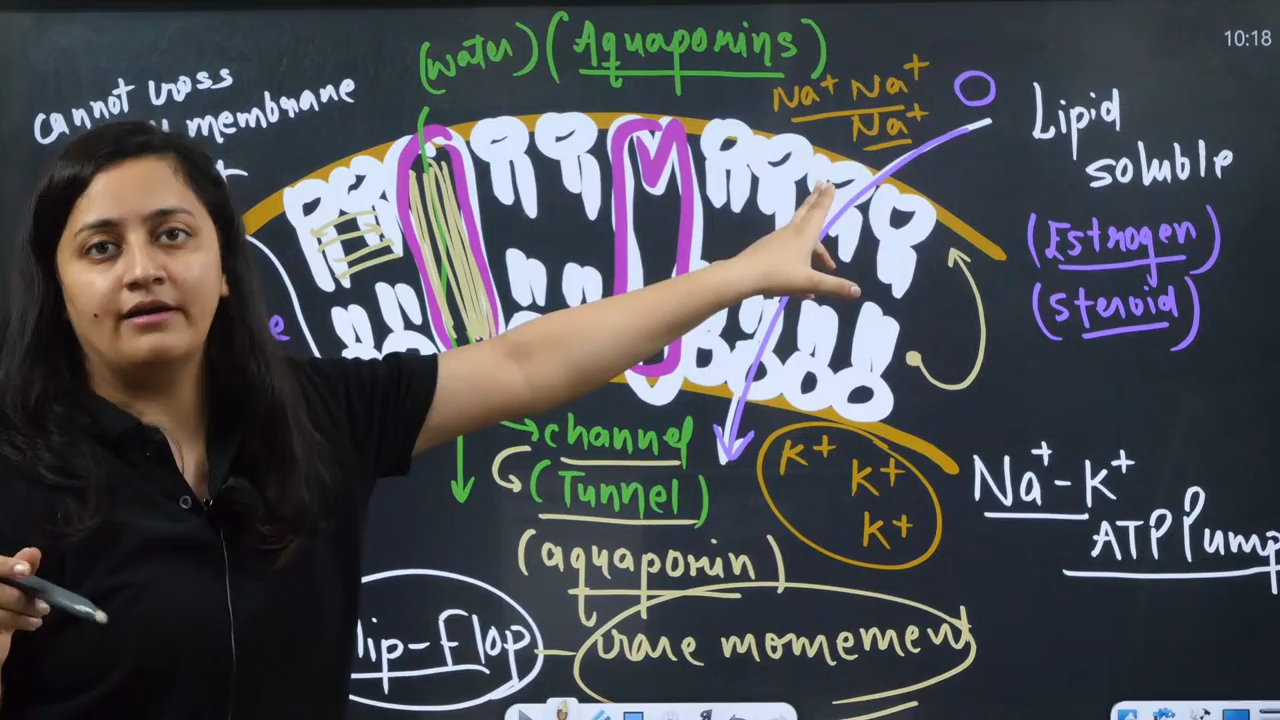 10:18
(water) (Aquaporins)
cannot cross
membrane
Na+ Na+
Na+
Lipid
soluble
(Estrogen)
(Steroid)
e
→channel
(Tunnel)
(aquaporin)
K+ K+
K+
Na+-K+
ATP Pump
lip-Flop - rare momement